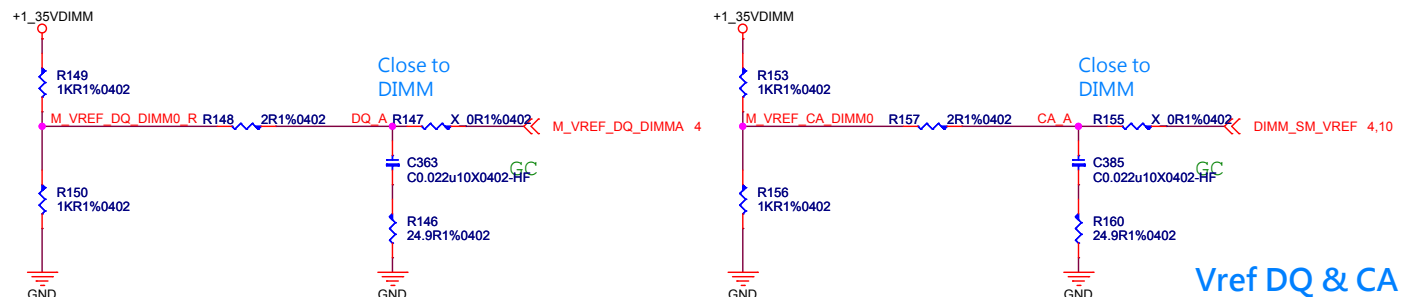 +1_35VDIMM
R149
1KR1%0402
Close to
DIMM
M_VREF_DQ_DIMM0_R
R148
2R1%0402
DQ_A
R147
X_0R1%0402
M_VREF_DQ_DIMMA 4
C363
C0.022u10X0402-HF
GC
R150
1KR1%0402
R146
24.9R1%0402
GND
GND
+1_35VDIMM
R153
1KR1%0402
Close to
DIMM
M_VREF_CA_DIMM0
R157
2R1%0402
CA_A
R155
X_0R1%0402
DIMM_SM_VREF 4,10
C385
C0.022u10X0402-HF
GC
R156
1KR1%0402
R160
24.9R1%0402
GND
GND
Vref DQ & CA